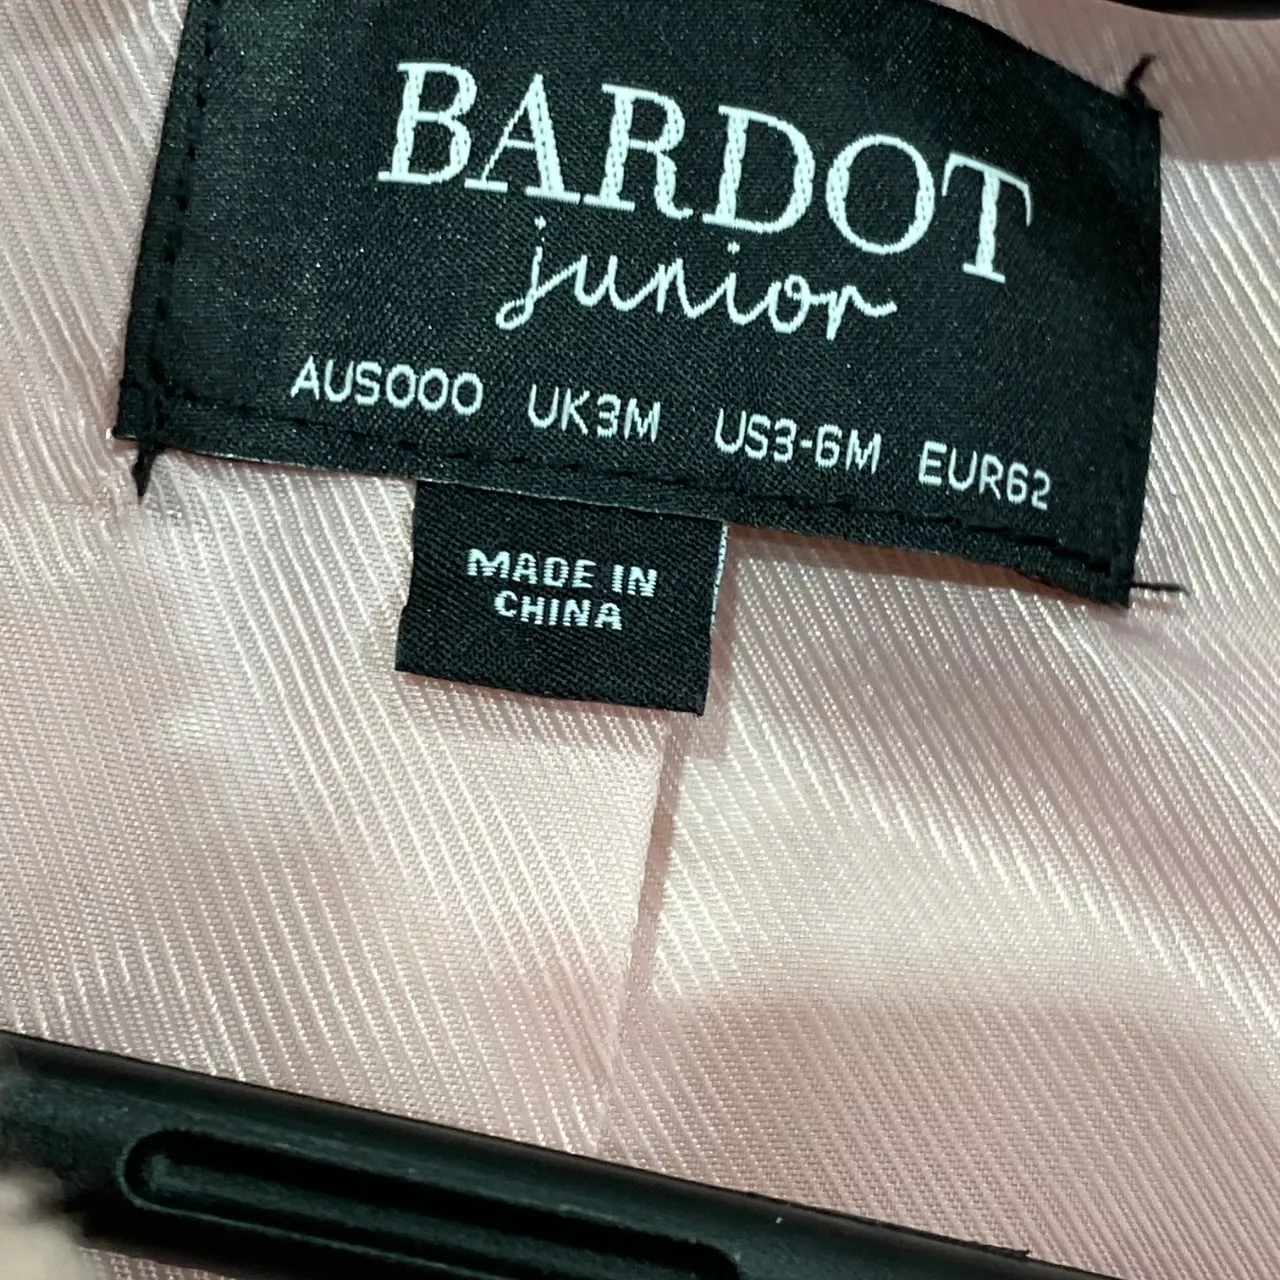 BARDOT
junior
AUS000 UK3M US3-6M EUR62
MADE IN
CHINA